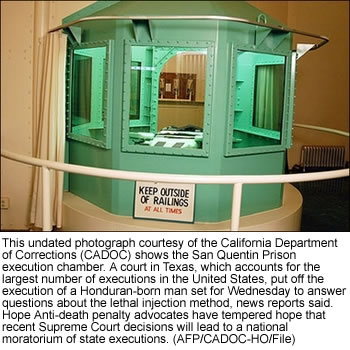 KEEP OUTSIDE
OF RAILINGS
AT ALL TIMES
This undated photograph courtesy of the California Department
of Corrections (CADOC) shows the San Quentin Prison
execution chamber. A court in Texas, which accounts for the
largest number of executions in the United States, put off the
execution of a Honduran-born man set for Wednesday to answer
questions about the lethal injection method, news reports said.
Hope Anti-death penalty advocates have tempered hope that
recent Supreme Court decisions will lead to a national
moratorium of state executions. (AFP/CADOC-HO/File)